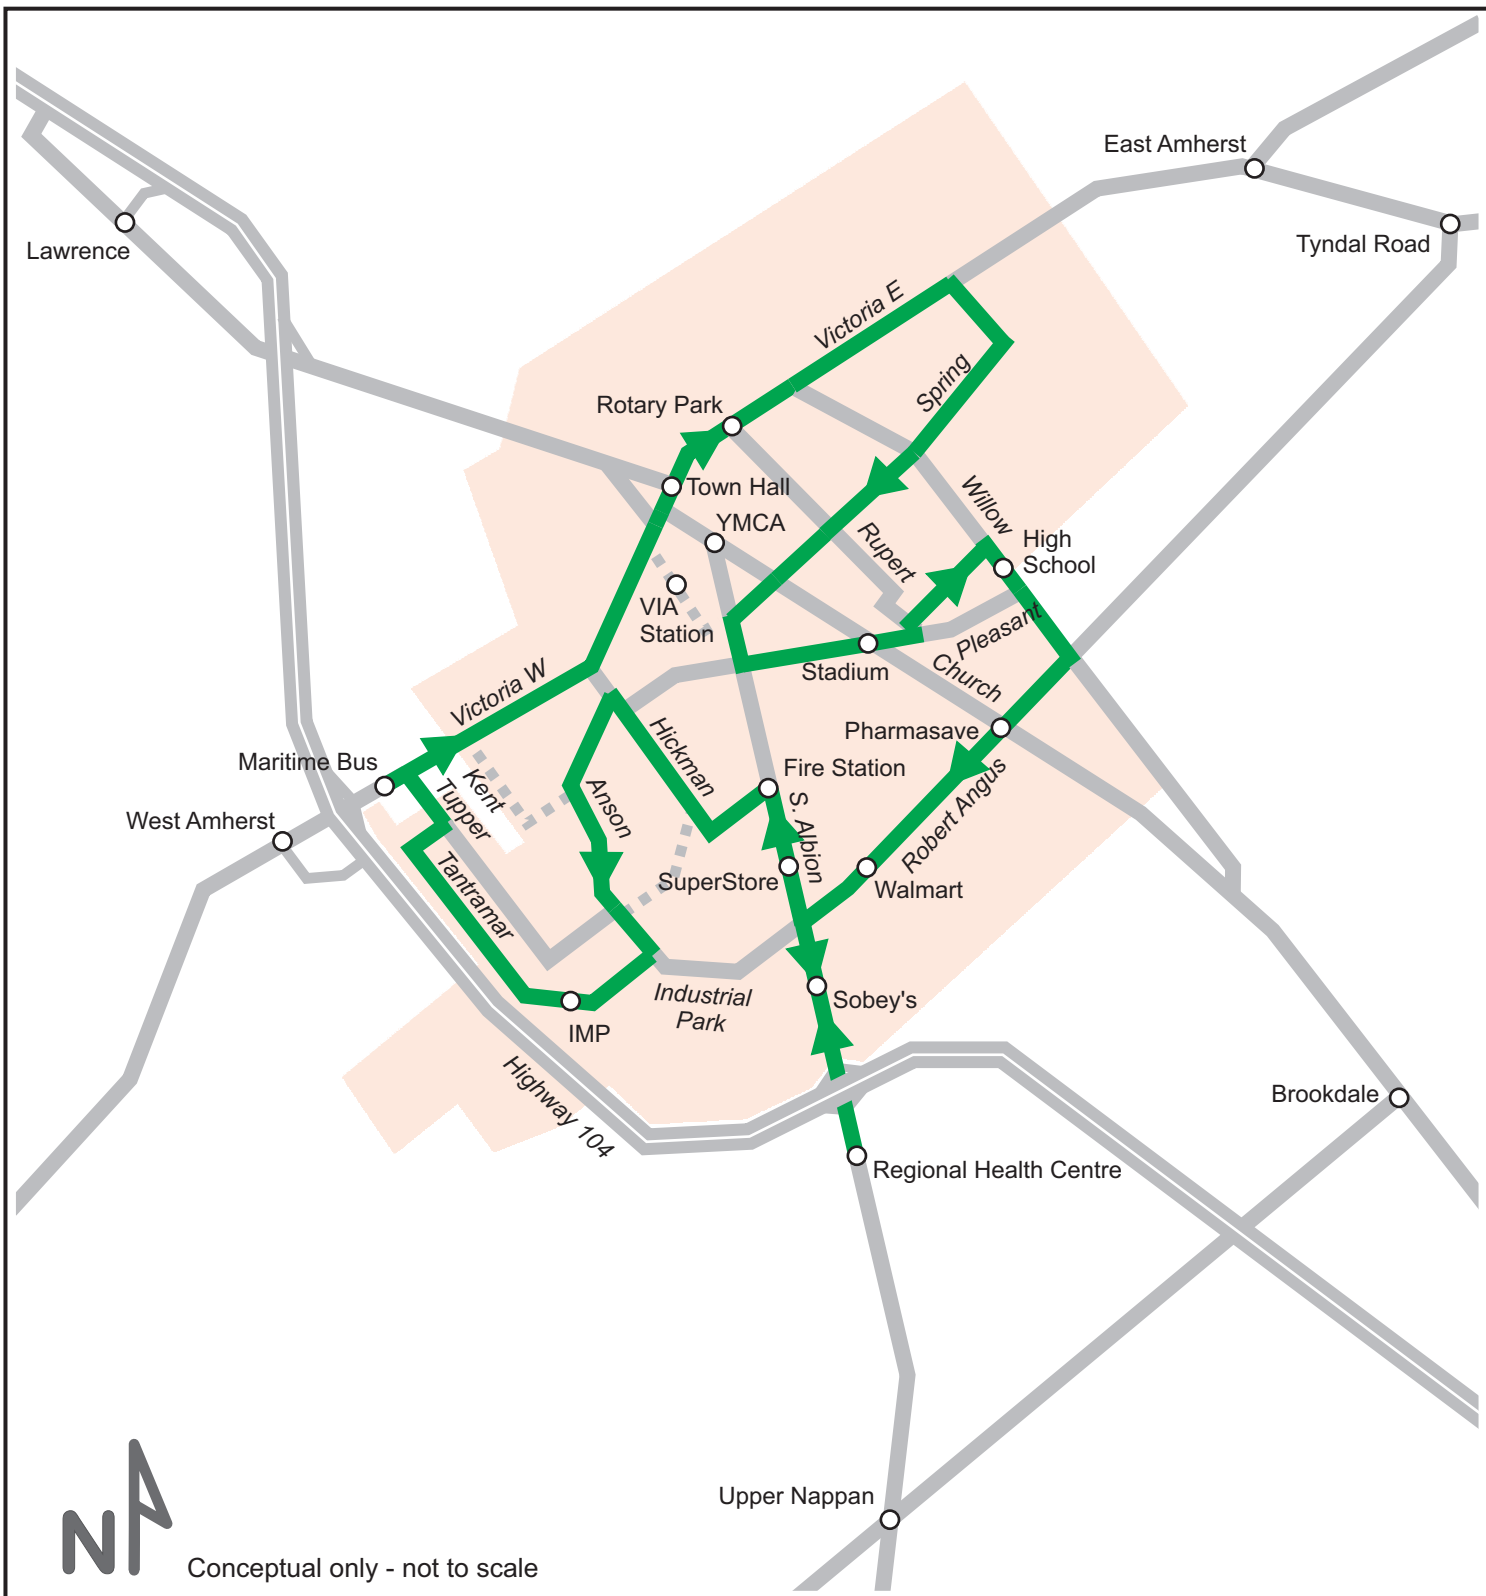 East Amherst
Tyndal Road
Lawrence
Victoria E
Spring
Rotary Park
Town Hall
YMCA
Willow
High
School
Rupert
VIA
Station
Pleasant
Stadium
Church
Victoria W
Hickman
Pharmasave
Maritime Bus
Fire Station
Kent
Tupper
Anson
S. Albion
Robert Angus
West Amherst
SuperStore
Walmart
Tantramar
Industrial
Park
Sobey's
IMP
Highway 104
Brookdale
Regional Health Centre
Upper Nappan
N
Conceptual only - not to scale